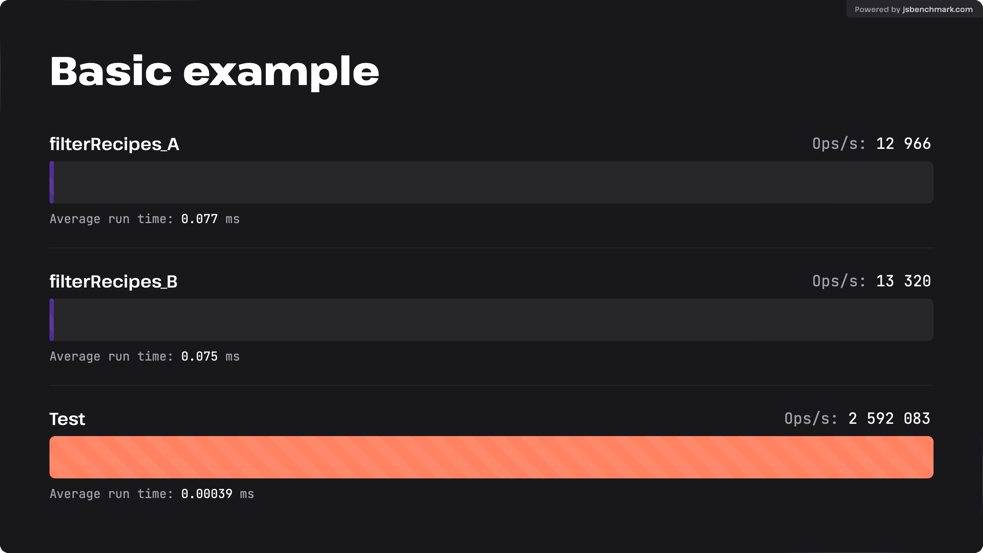 Powered by jsbenchmark.com
Basic example
filterRecipes_A Ops/s: 12 966
Average run time: 0.077 ms
filterRecipes_B Ops/s: 13 320
Average run time: 0.075 ms
Test Ops/s: 2 592 083
Average run time: 0.00039 ms